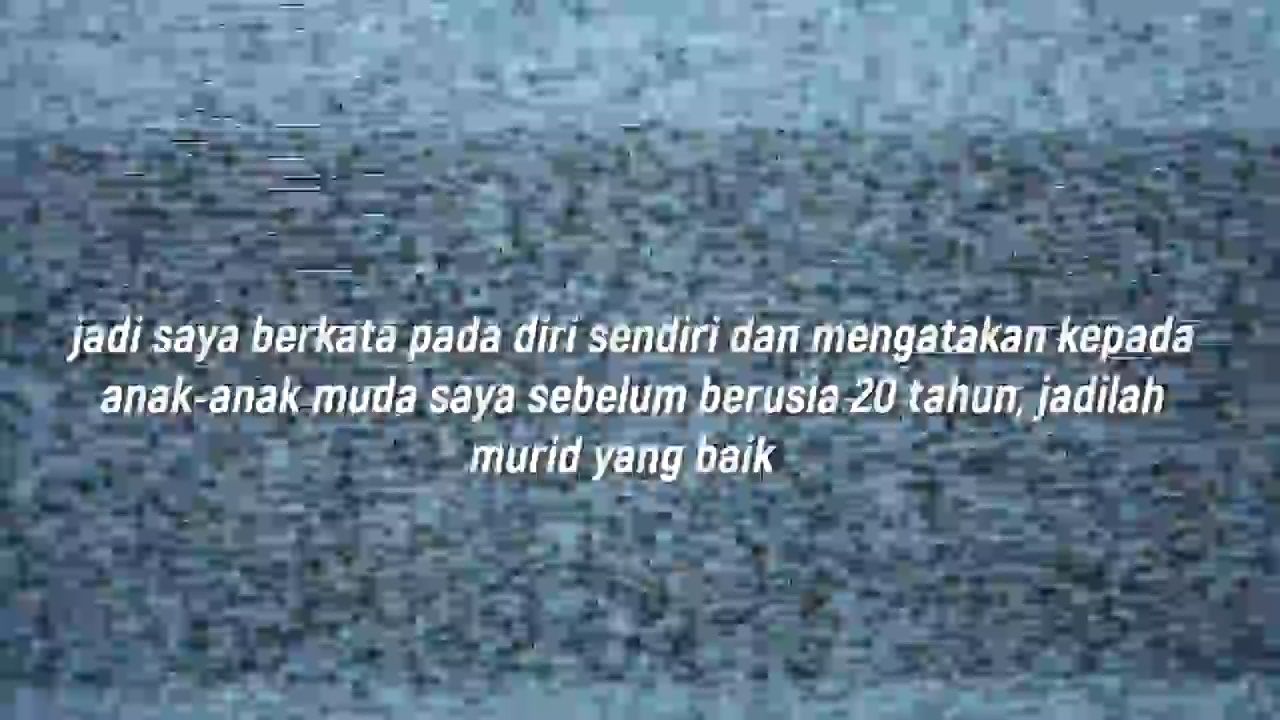 jadi saya berkata pada diri sendiri dan mengatakan kepada
anak-anak muda saya sebelum berusia 20 tahun, jadilah
murid yang baik